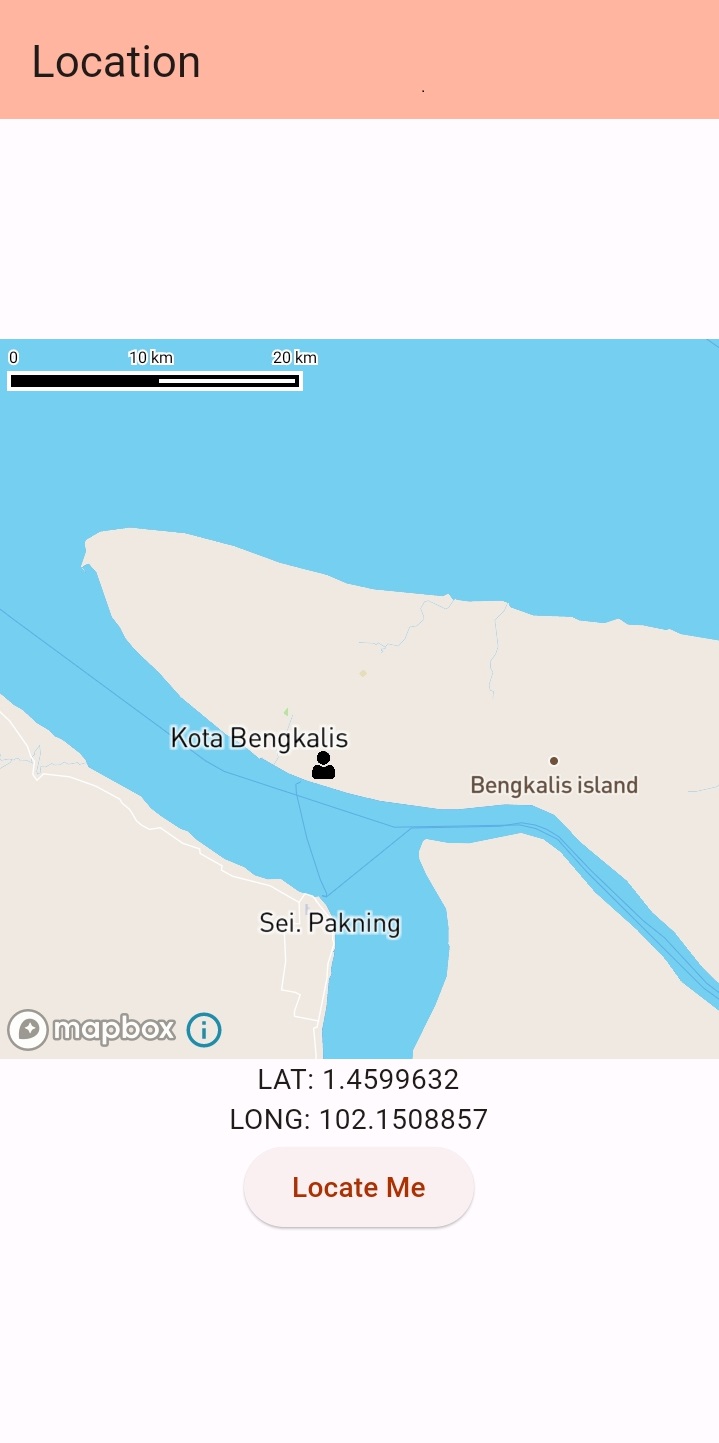 Location
0 10 km 20 km
Kota Bengkalis
Bengkalis island
Sei. Pakning
mapbox
LAT: 1.4599632
LONG: 102.1508857
Locate Me